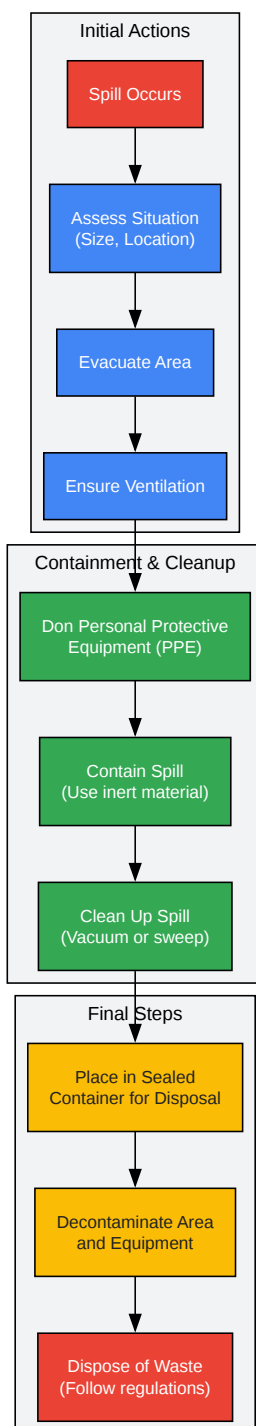 Initial Actions
Spill Occurs
Assess Situation
(Size, Location)
Evacuate Area
Ensure Ventilation
Containment & Cleanup
Don Personal Protective
Equipment (PPE)
Contain Spill
(Use inert material)
Clean Up Spill
(Vacuum or sweep)
Final Steps
Place in Sealed
Container for Disposal
Decontaminate Area
and Equipment
Dispose of Waste
(Follow regulations)